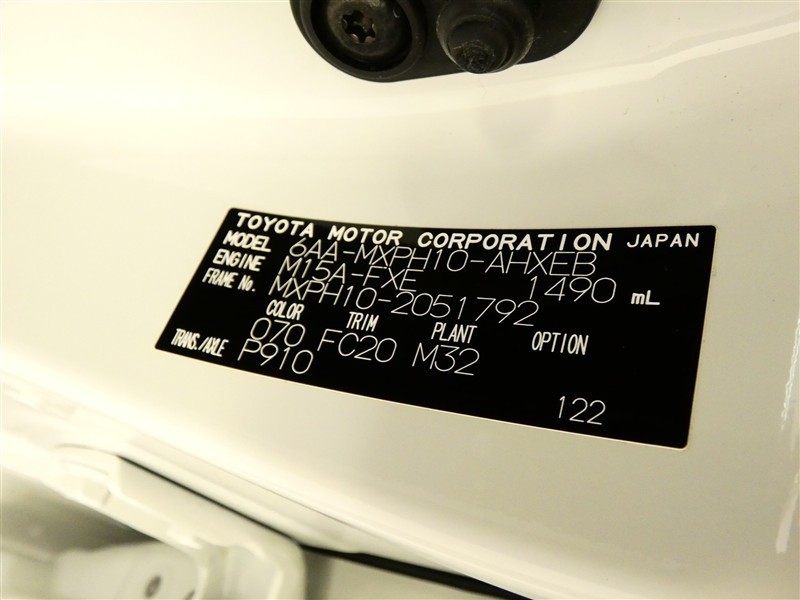 TOYOTA MOTOR CORPORATION JAPAN
MODEL 6AA-MXPH10-AHXEB
ENGINE M15A-FXE 1490 mL
FRAME No. MXPH10-2051792
COLOR TRIM PLANT OPTION
070 FC20 M32
TRANS./AXLE P910
122